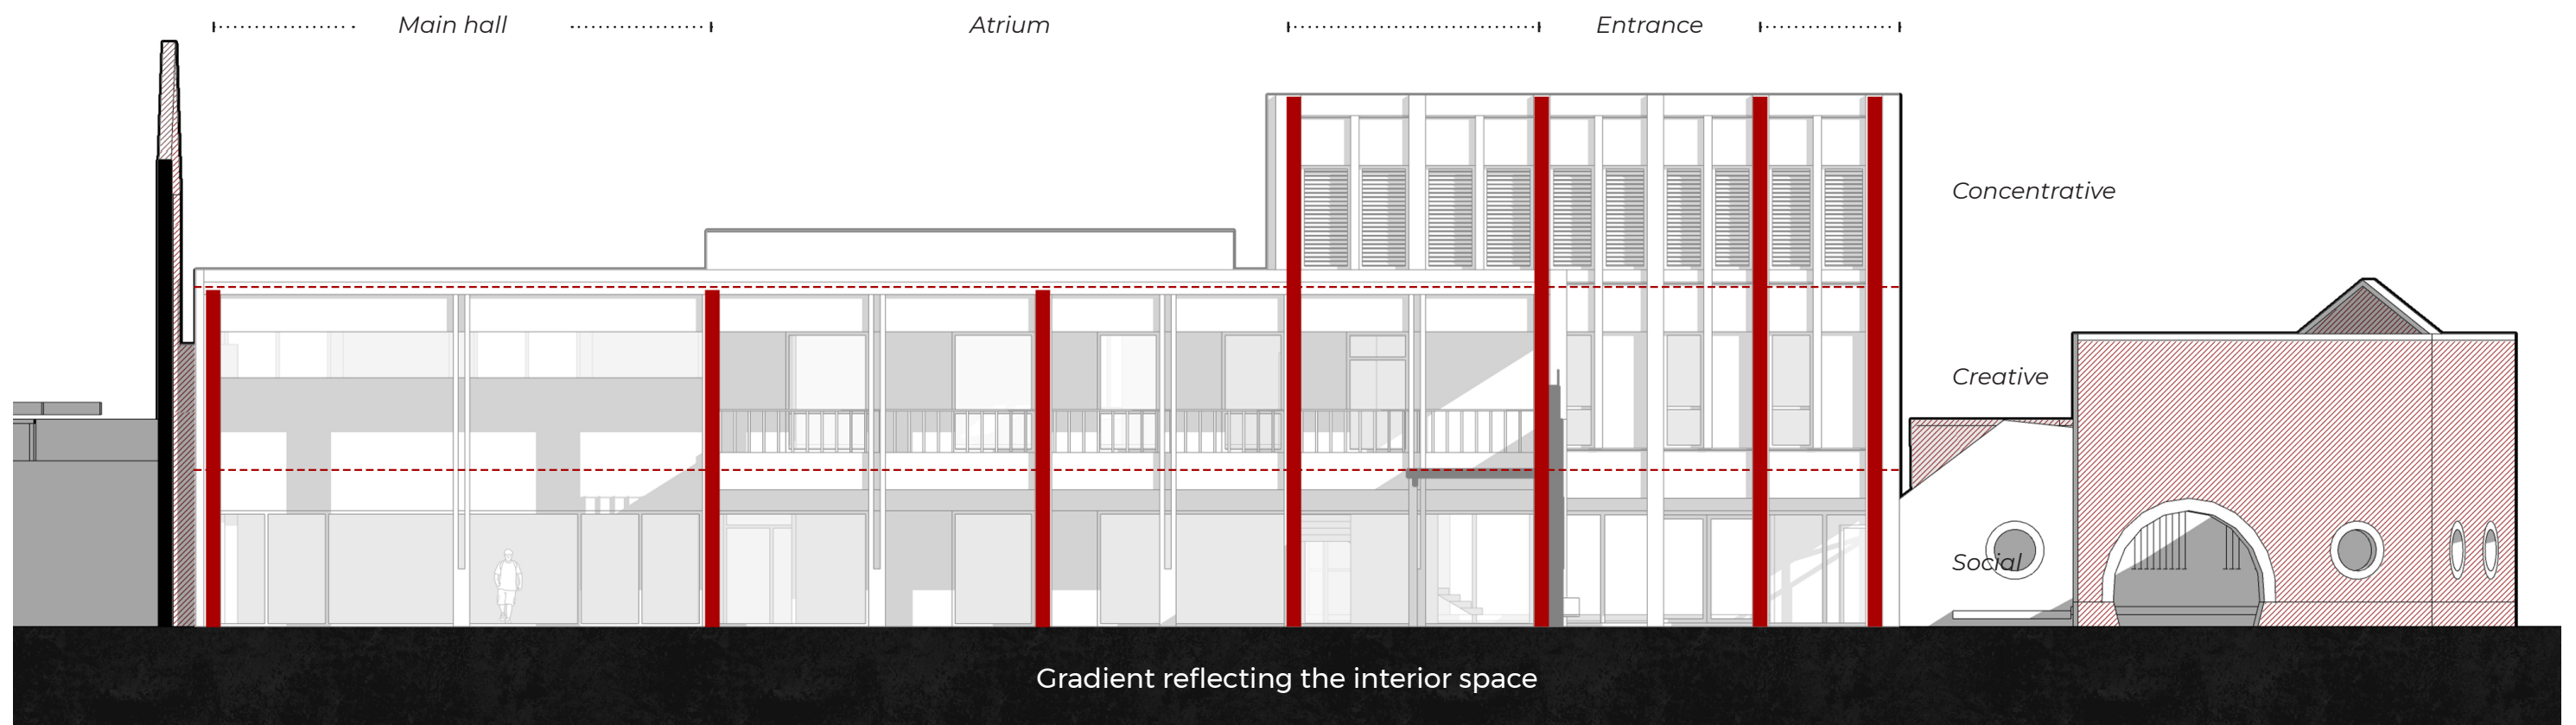 Main hall
Atrium
Entrance
Concentrative
Creative
Social
Gradient reflecting the interior space